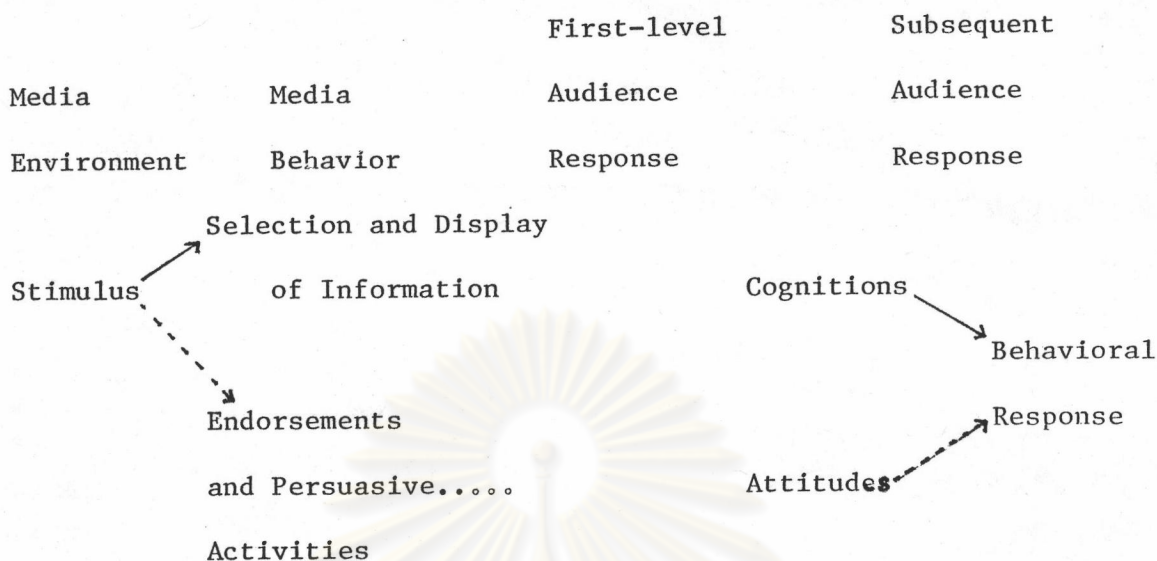 First-level Subsequent
Media Media Audience Audience
Environment Behavior Response Response
Selection and Display
Stimulus of Information Cognitions
Behavioral
Endorsements Response
and Persuasive.....
Attitudes
Activities